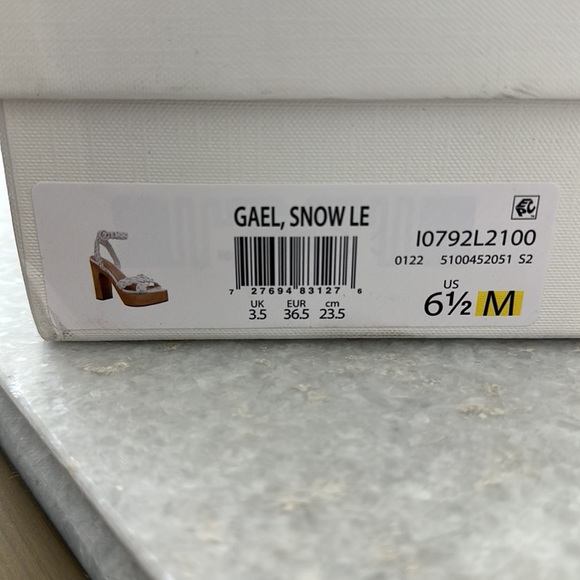 GAEL, SNOW LE
I0792L2100
0122 5100452051 S2
7 27694 83127 6
UK EUR cm
3.5 36.5 23.5
US
6½ M